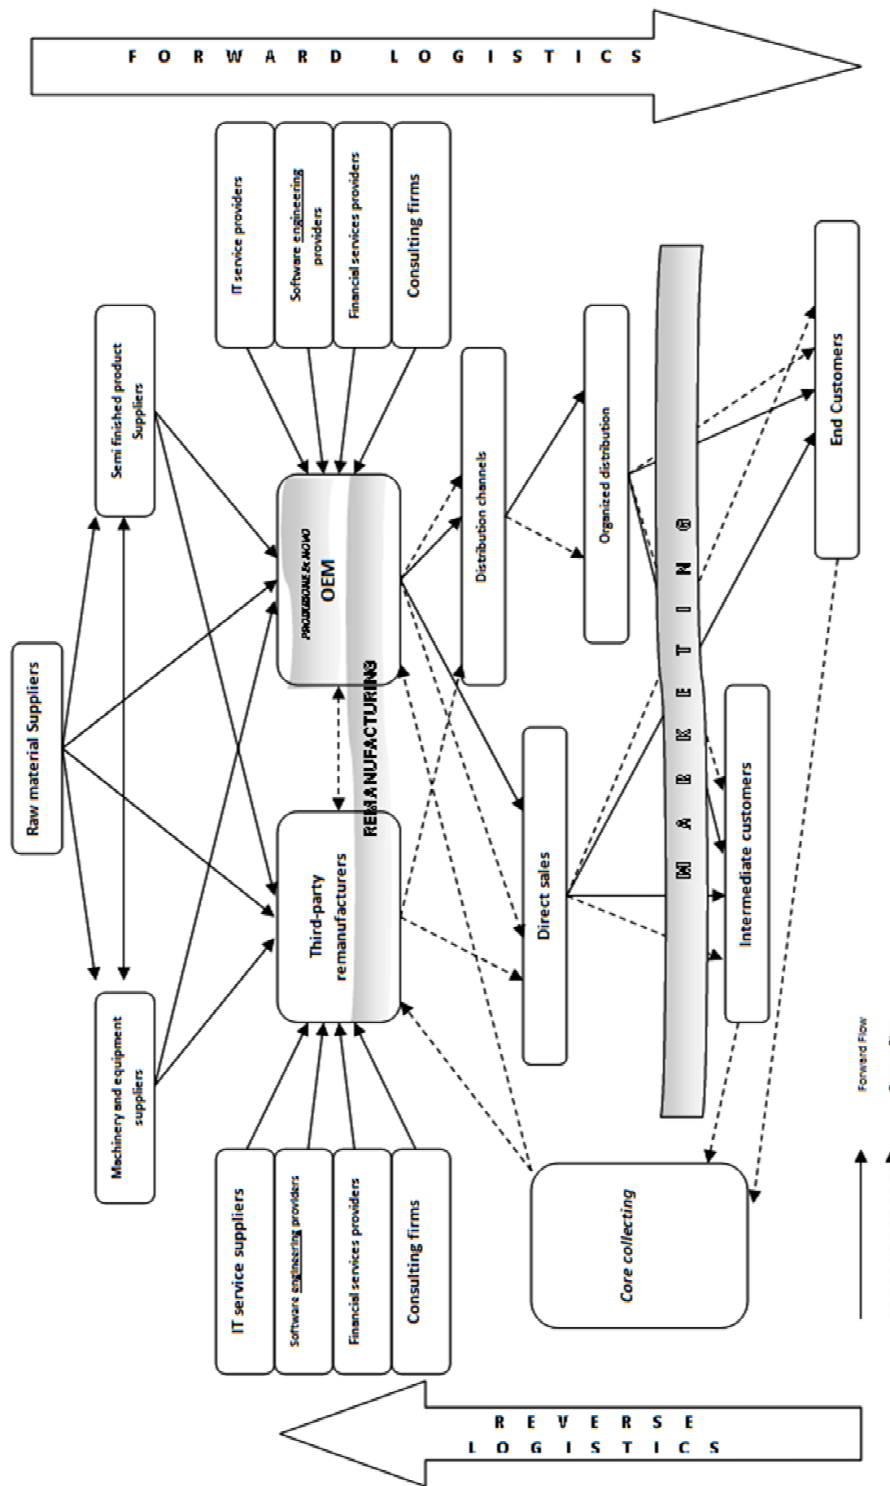 FORWARD LOGISTICS
Raw material Suppliers
Machinery and equipment
suppliers
Semi finished product
Suppliers
IT service suppliers
Software engineering providers
Financial services providers
Consulting firms
Third-party
remanufacturers
PRODUZIONE EX NOVO
OEM
REMANUFACTURING
IT service providers
Software engineering
providers
Financial services providers
Consulting firms
Distribution channels
Direct sales
Organized distribution
MARKETING
Core collecting
Intermediate customers
End Customers
REVERSE
LOGISTICS
Forward Flow